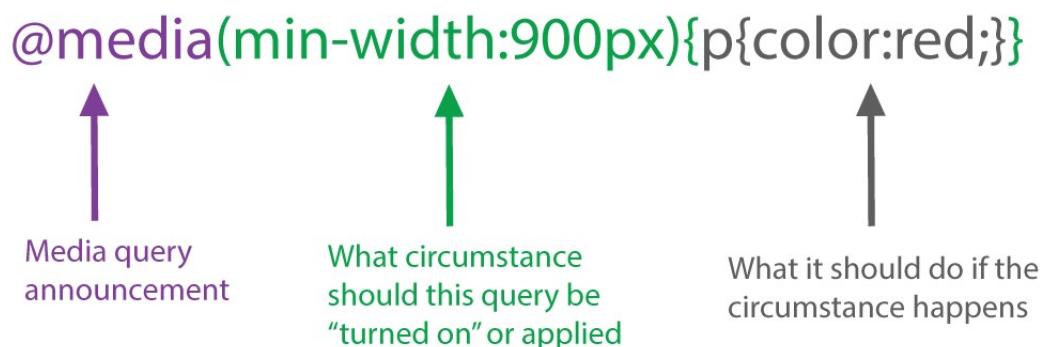 @media(min-width:900px){p{color:red;}}
Media query
announcement
What circumstance
should this query be
“turned on” or applied
What it should do if the
circumstance happens